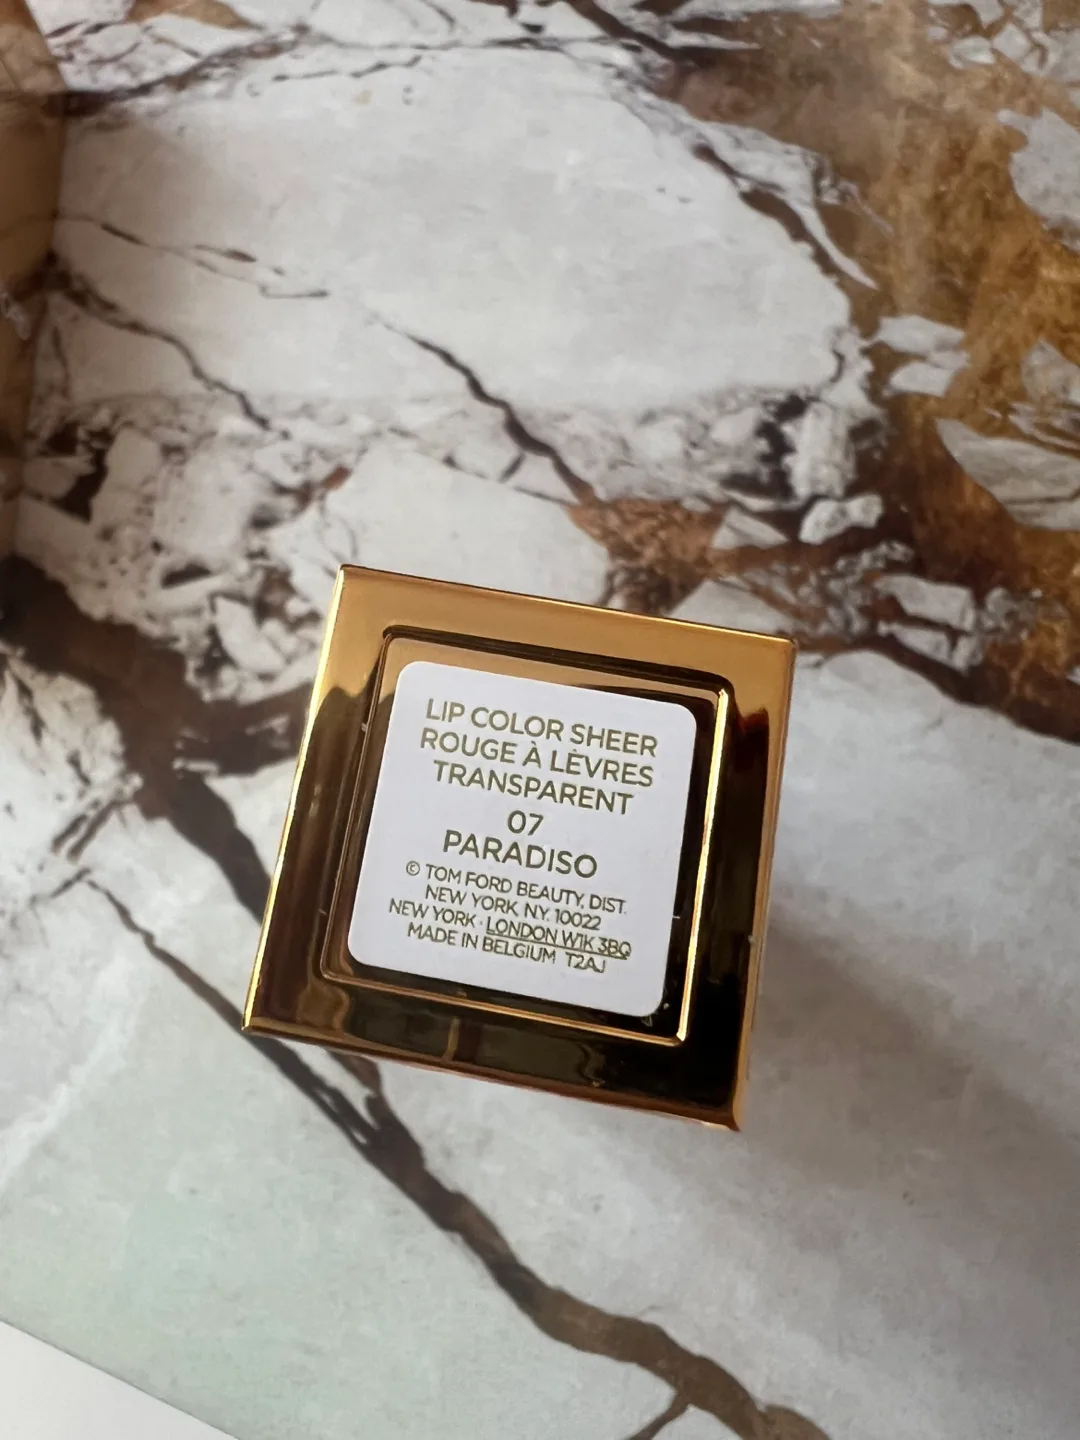 LIP COLOR SHEER
ROUGE À LÈVRES
TRANSPARENT
07
PARADISO
© TOM FORD BEAUTY, DIST.
NEW YORK, N.Y. 10022
NEW YORK · LONDON W1K 3BQ
MADE IN BELGIUM T2AJ